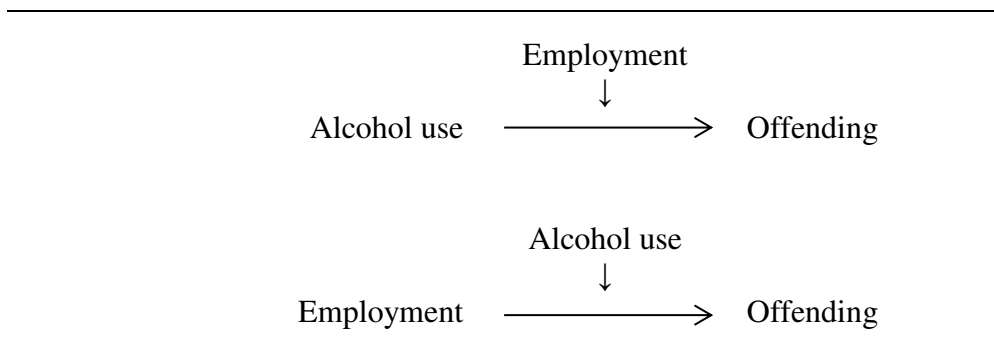 Employment
Alcohol use Offending
Alcohol use
Employment Offending